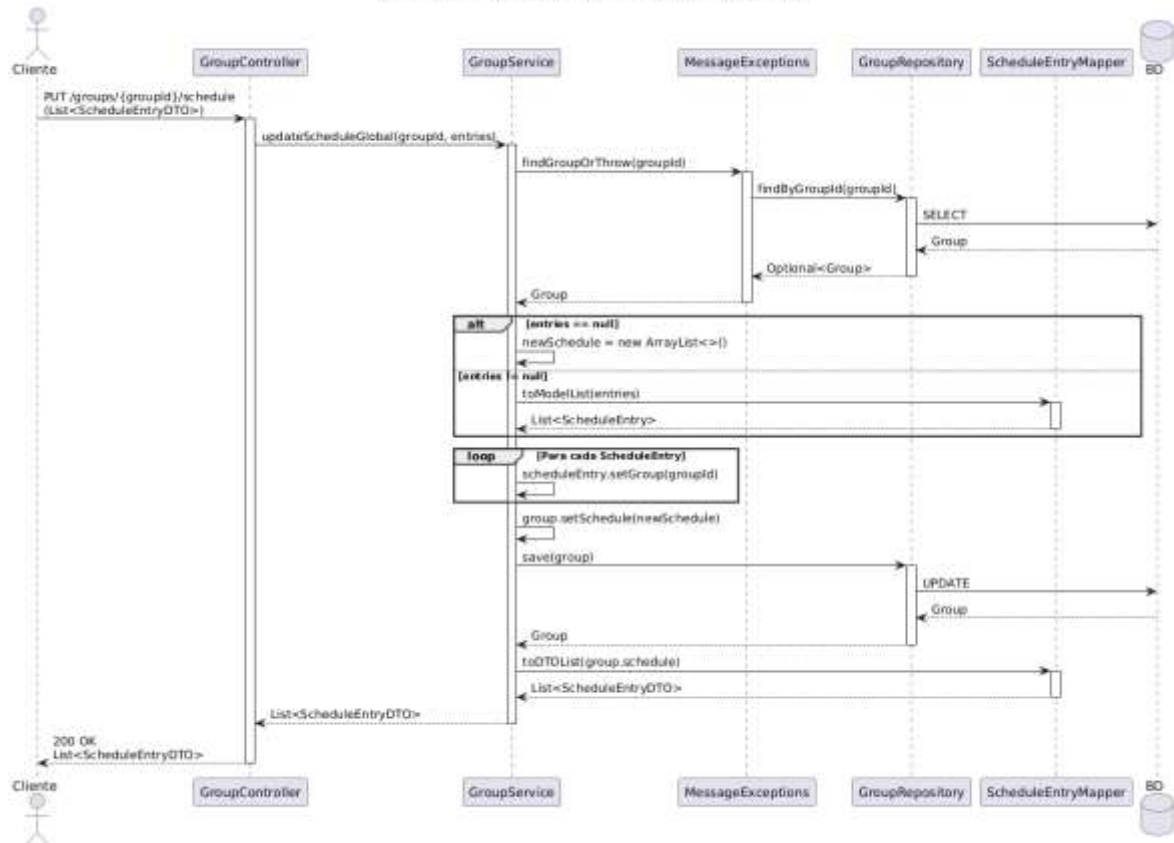 Cliente
GroupController
GroupService
MessageExceptions
GroupRepository
ScheduleEntryMapper
BD
PUT /groups/{groupId}/schedule
(List<ScheduleEntryDTO>)
updateScheduleGlobal(groupId, entries)
findGroupOrThrow(groupId)
findByGroupId(groupId)
SELECT
Group
Optional<Group>
Group
alt
[entries == null]
newSchedule = new ArrayList<>()
[entries != null]
toModelList(entries)
List<ScheduleEntry>
loop
[Para cada ScheduleEntry]
scheduleEntry.setGroup(groupId)
group.setSchedule(newSchedule)
save(group)
UPDATE
Group
Group
toDTOList(group.schedule)
List<ScheduleEntryDTO>
List<ScheduleEntryDTO>
200 OK
List<ScheduleEntryDTO>
Cliente
GroupController
GroupService
MessageExceptions
GroupRepository
ScheduleEntryMapper
BD